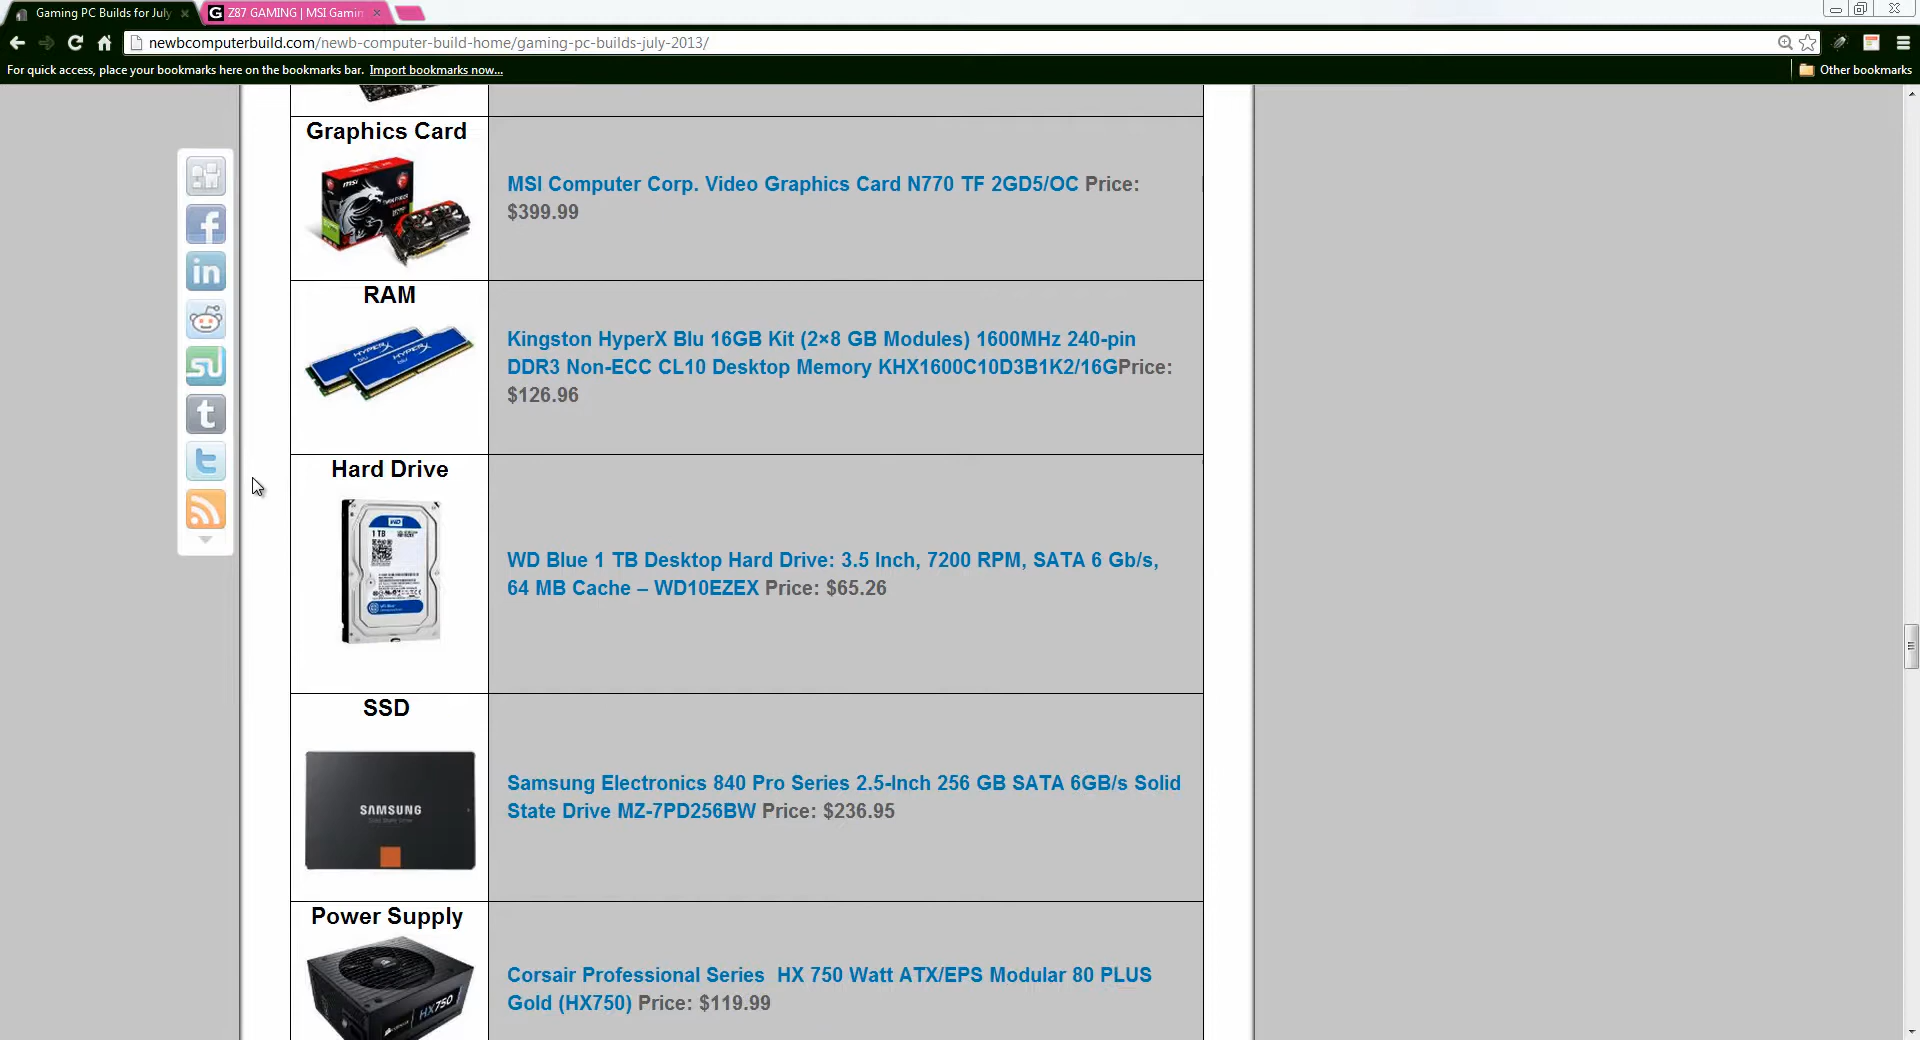 Gaming PC Builds for July
Z87 GAMING | MSI Gamin
newbcomputerbuild.com/newb-computer-build-home/gaming-pc-builds-july-2013/
For quick access, place your bookmarks here on the bookmarks bar. Import bookmarks now...
Other bookmarks
Graphics Card
MSI Computer Corp. Video Graphics Card N770 TF 2GD5/OC Price:
$399.99
RAM
Kingston HyperX Blu 16GB Kit (2×8 GB Modules) 1600MHz 240-pin
DDR3 Non-ECC CL10 Desktop Memory KHX1600C10D3B1K2/16GPrice:
$126.96
Hard Drive
WD
1 TB
WD Blue 1 TB Desktop Hard Drive: 3.5 Inch, 7200 RPM, SATA 6 Gb/s,
64 MB Cache – WD10EZEX Price: $65.26
SSD
SAMSUNG
Samsung Electronics 840 Pro Series 2.5-Inch 256 GB SATA 6GB/s Solid
State Drive MZ-7PD256BW Price: $236.95
Power Supply
HX750
Corsair Professional Series  HX 750 Watt ATX/EPS Modular 80 PLUS
Gold (HX750) Price: $119.99